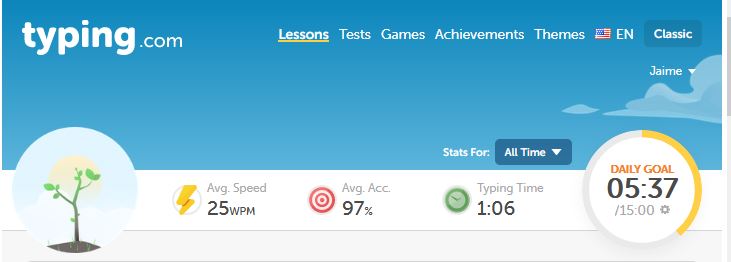 typing.com
Lessons Tests Games Achievements Themes EN Classic
Jaime
Stats For: All Time
Avg. Speed
25WPM
Avg. Acc.
97%
Typing Time
1:06
DAILY GOAL
05:37
/15:00